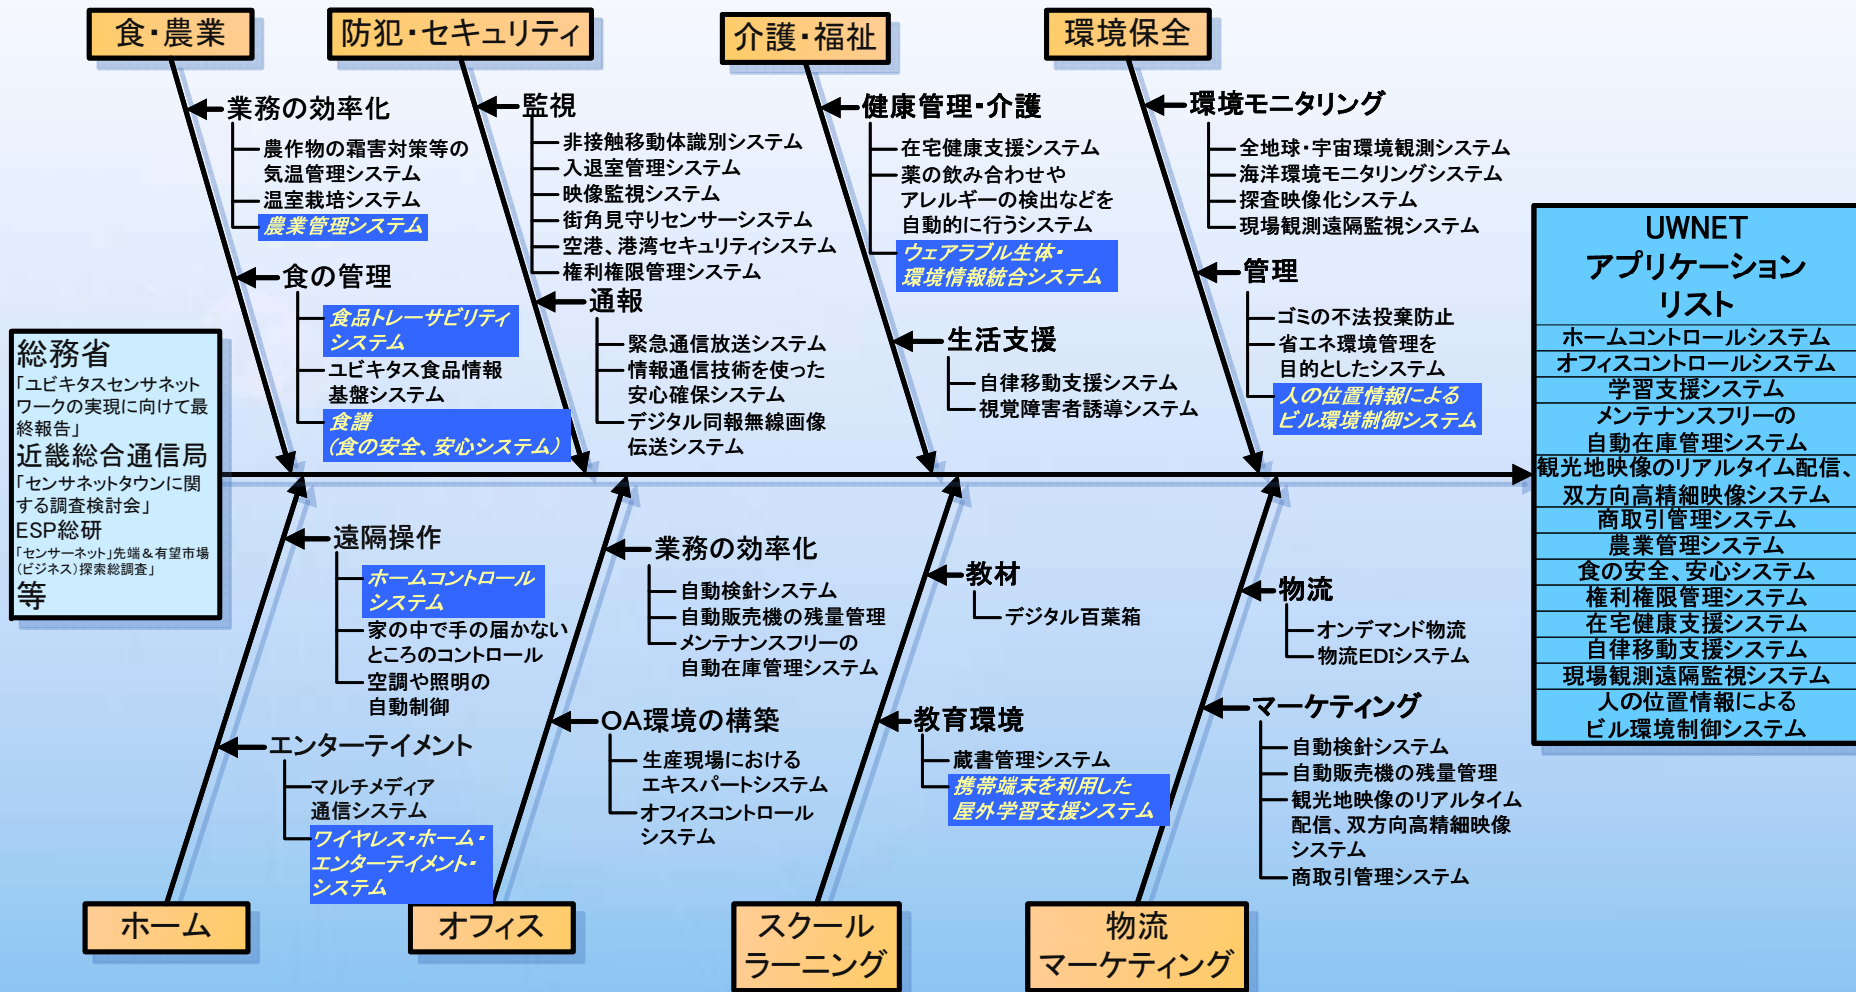 食・農業
業務の効率化
農作物の霜害対策等の
気温管理システム
温室栽培システム
農業管理システム
食の管理
食品トレーサビリティ
システム
ユビキタス食品情報
基盤システム
食譜
(食の安全、安心システム)
防犯・セキュリティ
監視
非接触移動体識別システム
入退室管理システム
映像監視システム
街角見守りセンサーシステム
空港、港湾セキュリティシステム
権利権限管理システム
通報
緊急通信放送システム
情報通信技術を使った
安心確保システム
デジタル同報無線画像
伝送システム
介護・福祉
健康管理・介護
在宅健康支援システム
薬の飲み合わせや
アレルギーの検出などを
自動的に行うシステム
ウェアラブル生体・
環境情報統合システム
生活支援
自律移動支援システム
視覚障害者誘導システム
環境保全
環境モニタリング
全地球・宇宙環境観測システム
海洋環境モニタリングシステム
探査映像化システム
現場観測遠隔監視システム
管理
ゴミの不法投棄防止
省エネ環境管理を
目的としたシステム
人の位置情報による
ビル環境制御システム
総務省
「ユビキタスセンサネット
ワークの実現に向けて最
終報告」
近畿総合通信局
「センサネットタウンに関
する調査検討会」
ESP総研
「センサーネット」先端&有望市場
(ビジネス)探索総調査」
等
遠隔操作
ホームコントロール
システム
家の中で手の届かない
ところのコントロール
空調や照明の
自動制御
エンターテイメント
マルチメディア
通信システム
ワイヤレス・ホーム・
エンターテイメント・
システム
ホーム
業務の効率化
自動検針システム
自動販売機の残量管理
メンテナンスフリーの
自動在庫管理システム
OA環境の構築
生産現場における
エキスパートシステム
オフィスコントロール
システム
オフィス
教材
デジタル百葉箱
教育環境
蔵書管理システム
携帯端末を利用した
屋外学習支援システム
スクール
ラーニング
物流
オンデマンド物流
物流EDIシステム
マーケティング
自動検針システム
自動販売機の残量管理
観光地映像のリアルタイム
配信、双方向高精細映像
システム
商取引管理システム
物流
マーケティング
UWNET
アプリケーション
リスト
ホームコントロールシステム
オフィスコントロールシステム
学習支援システム
メンテナンスフリーの
自動在庫管理システム
観光地映像のリアルタイム配信、
双方向高精細映像システム
商取引管理システム
農業管理システム
食の安全、安心システム
権利権限管理システム
在宅健康支援システム
自律移動支援システム
現場観測遠隔監視システム
人の位置情報による
ビル環境制御システム